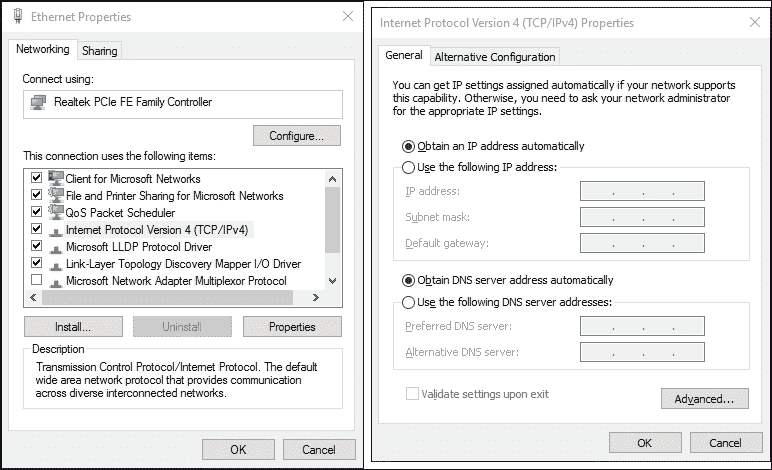 Ethernet Properties
Networking
Sharing
Connect using:
Realtek PCIe FE Family Controller
Configure...
This connection uses the following items:
Client for Microsoft Networks
File and Printer Sharing for Microsoft Networks
QoS Packet Scheduler
Internet Protocol Version 4 (TCP/IPv4)
Microsoft LLDP Protocol Driver
Link-Layer Topology Discovery Mapper I/O Driver
Microsoft Network Adapter Multiplexor Protocol
Install...
Uninstall
Properties
Description
Transmission Control Protocol/Internet Protocol. The default
wide area network protocol that provides communication
across diverse interconnected networks.
OK
Cancel
Internet Protocol Version 4 (TCP/IPv4) Properties
General
Alternative Configuration
You can get IP settings assigned automatically if your network supports
this capability. Otherwise, you need to ask your network administrator
for the appropriate IP settings.
Obtain an IP address automatically
Use the following IP address:
IP address:
Subnet mask:
Default gateway:
Obtain DNS server address automatically
Use the following DNS server addresses:
Preferred DNS server:
Alternative DNS server:
Validate settings upon exit
Advanced...
OK
Cancel